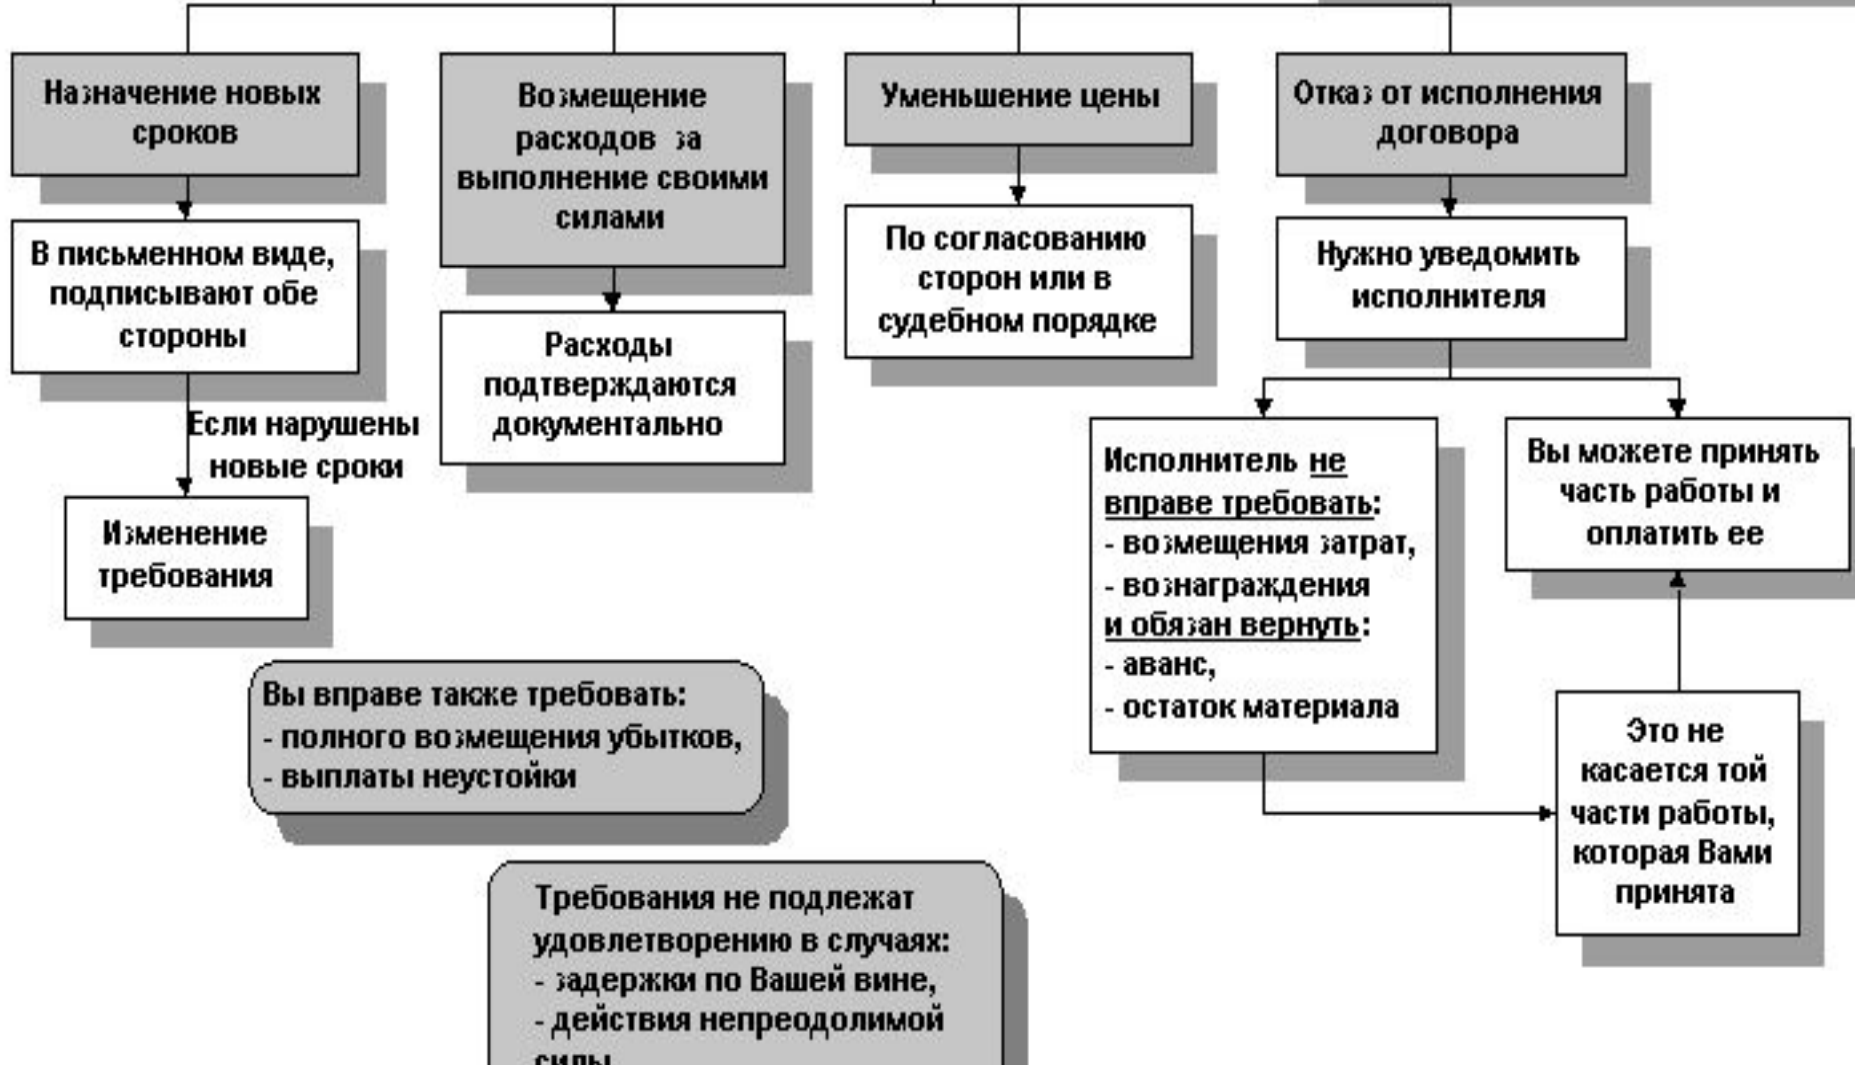 Назначение новых
сроков
Возмещение
расходов за
выполнение своими
силами
Уменьшение цены
Отказ от исполнения
договора
В письменном виде,
подписывают обе
стороны
Расходы
подтверждаются
документально
По согласованию
сторон или в
судебном порядке
Нужно уведомить
исполнителя
Если нарушены
новые сроки
Изменение
требования
Исполнитель не
вправе требовать:
- возмещения затрат,
- вознаграждения
и обязан вернуть:
- аванс,
- остаток материала
Вы можете принять
часть работы и
оплатить ее
Это не
касается той
части работы,
которая Вами
принята
Вы вправе также требовать:
- полного возмещения убытков,
- выплаты неустойки
Требования не подлежат
удовлетворению в случаях:
- задержки по Вашей вине,
- действия непреодолимой
силы